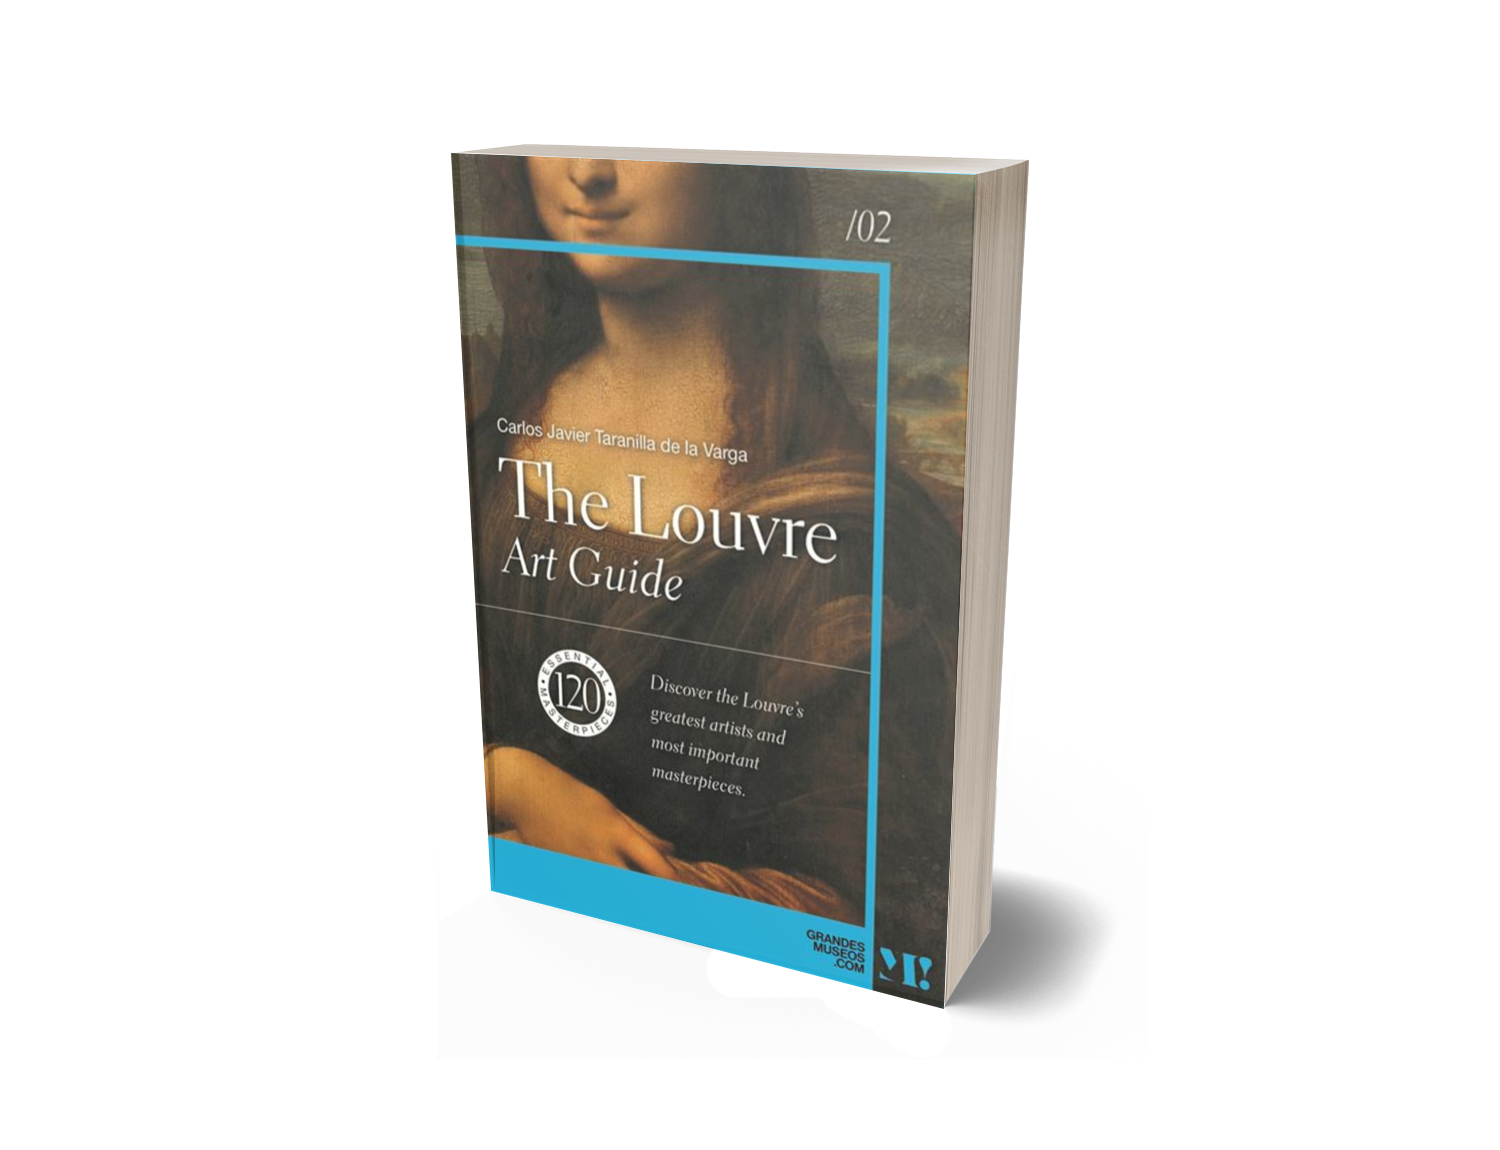 /02
Carlos Javier Taranilla de la Varga
The Louvre
Art Guide
ESSENTIAL
120
MASTERPIECES
Discover the Louvre's
greatest artists and
most important
masterpieces.
GRANDES
MUSEOS
.COM
M!